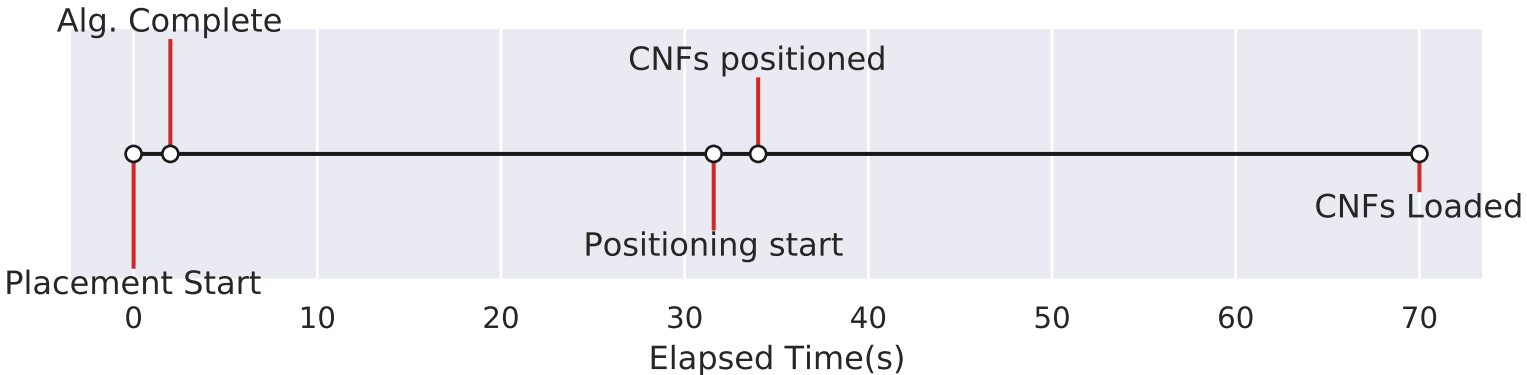 Alg. Complete
CNFs positioned
CNFs Loaded
Positioning start
Placement Start
0 10 20 30 40 50 60 70
Elapsed Time(s)